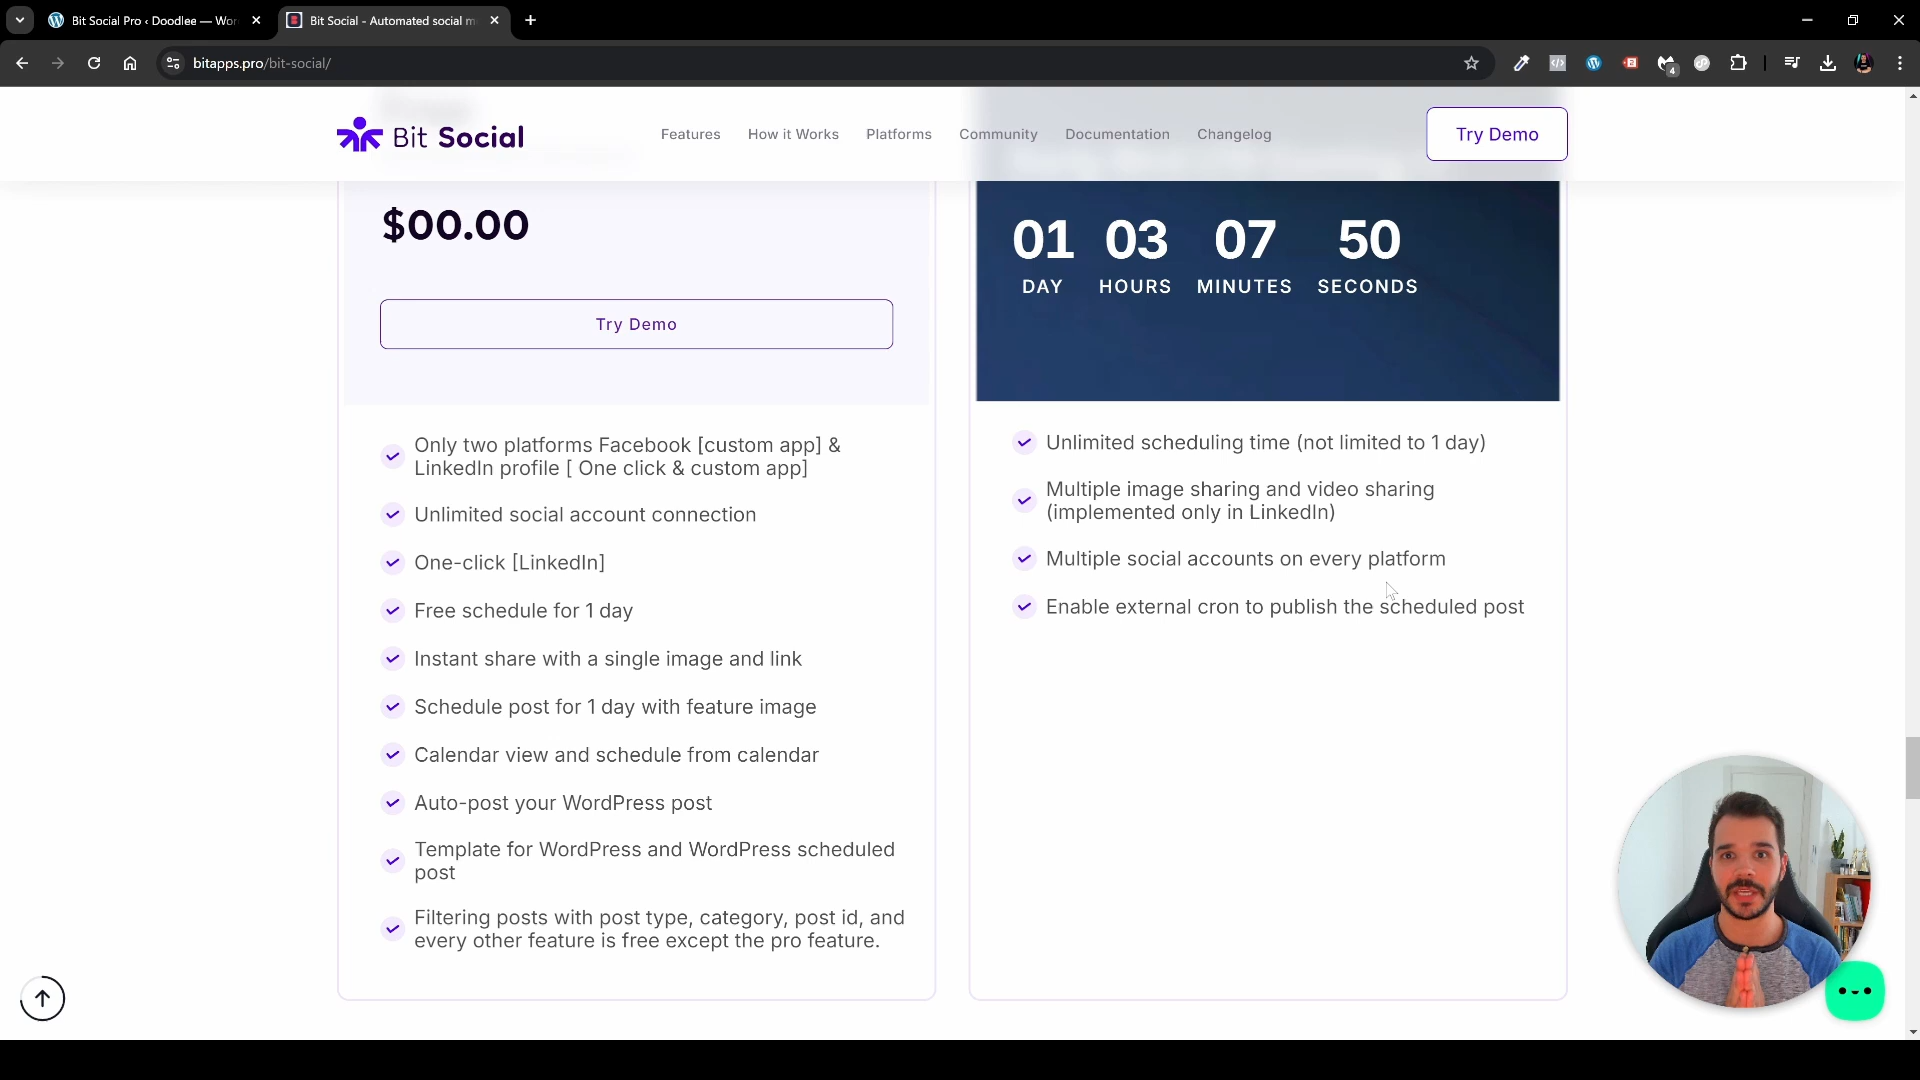 Bit Social Pro ‹ Doodlee — Wor
Bit Social - Automated social m
bitapps.pro/bit-social/
4
Bit Social
Features
How it Works
Platforms
Community
Documentation
Changelog
Try Demo
$00.00
Try Demo
Only two platforms Facebook [custom app] &
LinkedIn profile [ One click & custom app]
Unlimited social account connection
One-click [LinkedIn]
Free schedule for 1 day
Instant share with a single image and link
Schedule post for 1 day with feature image
Calendar view and schedule from calendar
Auto-post your WordPress post
Template for WordPress and WordPress scheduled
post
Filtering posts with post type, category, post id, and
every other feature is free except the pro feature.
01 03 07 50
DAY HOURS MINUTES SECONDS
Unlimited scheduling time (not limited to 1 day)
Multiple image sharing and video sharing
(implemented only in LinkedIn)
Multiple social accounts on every platform
Enable external cron to publish the scheduled post